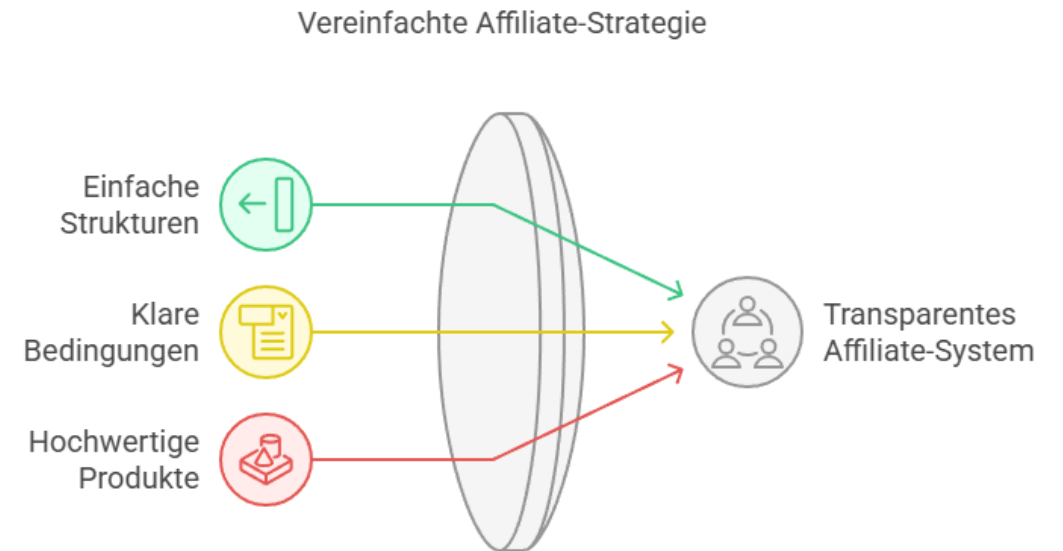 Vereinfachte Affiliate-Strategie
Einfache
Strukturen
Klare
Bedingungen
Hochwertige
Produkte
Transparentes
Affiliate-System